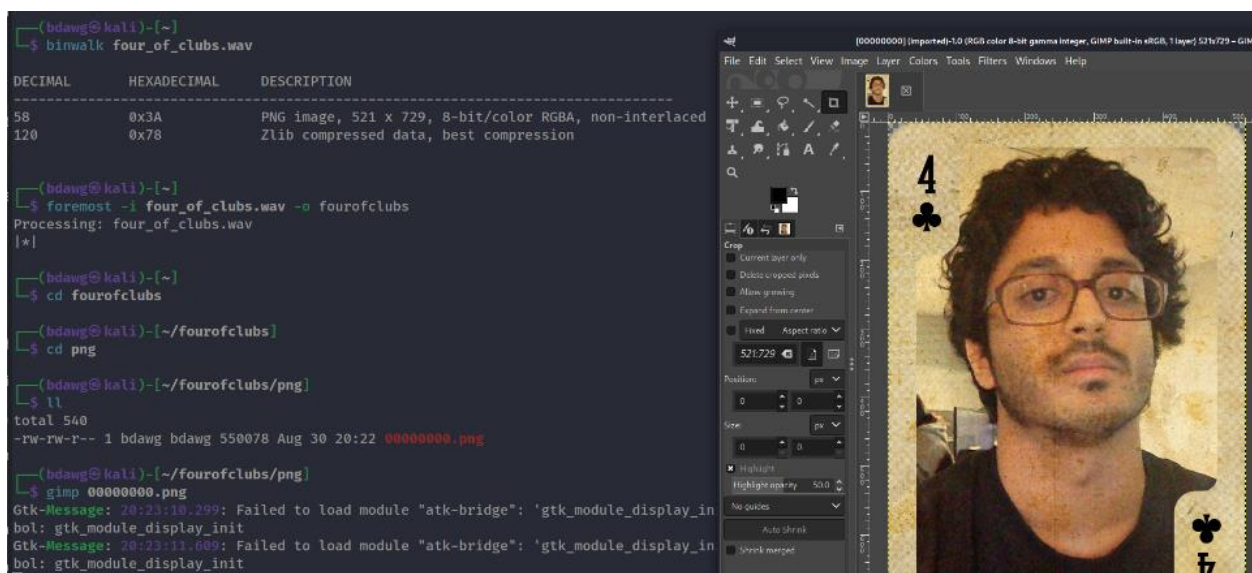 (bdawg㉿kali)-[~]
$ binwalk four_of_clubs.wav
DECIMAL HEXADECIMAL DESCRIPTION
--------------------------------------------------------------------------------
58 0x3A PNG image, 521 x 729, 8-bit/color RGBA, non-interlaced
120 0x78 Zlib compressed data, best compression
(bdawg㉿kali)-[~]
$ foremost -i four_of_clubs.wav -o fourofclubs
Processing: four_of_clubs.wav
|*|
(bdawg㉿kali)-[~]
$ cd fourofclubs
(bdawg㉿kali)-[~/fourofclubs]
$ cd png
(bdawg㉿kali)-[~/fourofclubs/png]
$ ll
total 540
-rw-rw-r-- 1 bdawg bdawg 550078 Aug 30 20:22 00000000.png
(bdawg㉿kali)-[~/fourofclubs/png]
$ gimp 00000000.png
Gtk-Message: 20:23:10.299: Failed to load module "atk-bridge": 'gtk_module_display_in
bol: gtk_module_display_init
Gtk-Message: 20:23:11.609: Failed to load module "atk-bridge": 'gtk_module_display_in
bol: gtk_module_display_init
[00000000] (imported)-1.0 (RGB color 8-bit gamma integer, GIMP built-in sRGB, 1 layer) 521x729 – GIM
File Edit Select View Image Layer Colors Tools Filters Windows Help
Crop
Current layer only
Delete cropped pixels
Allow growing
Expand from center
Fixed Aspect ratio
521:729
Position: px
0 0
Size: px
0 0
Highlight
Highlight opacity 50.0
No guides
Auto Shrink
Shrink merged
4
4